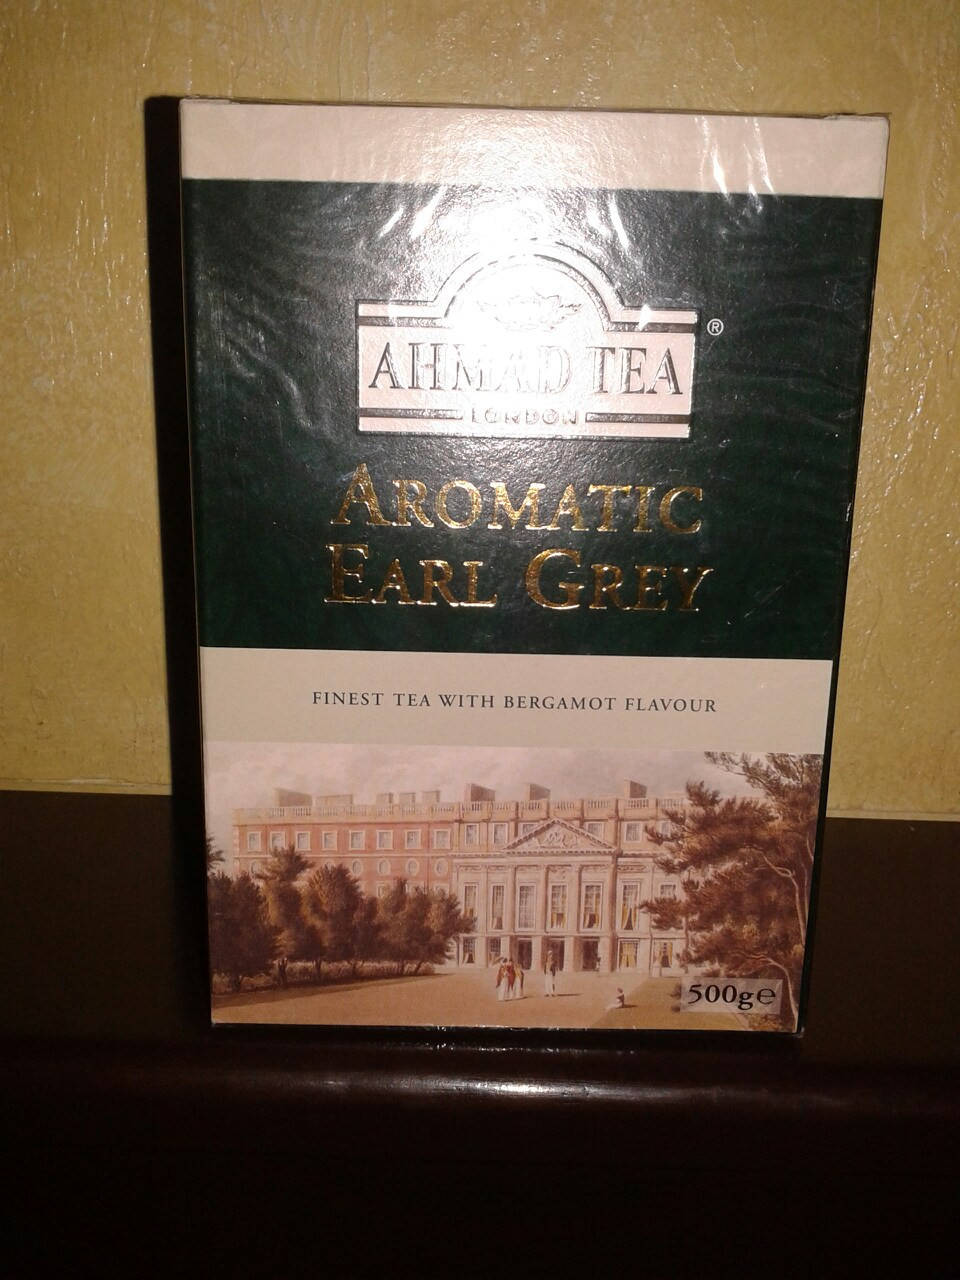 AHMAD TEA ®
LONDON
AROMATIC
EARL GREY
FINEST TEA WITH BERGAMOT FLAVOUR
500g℮